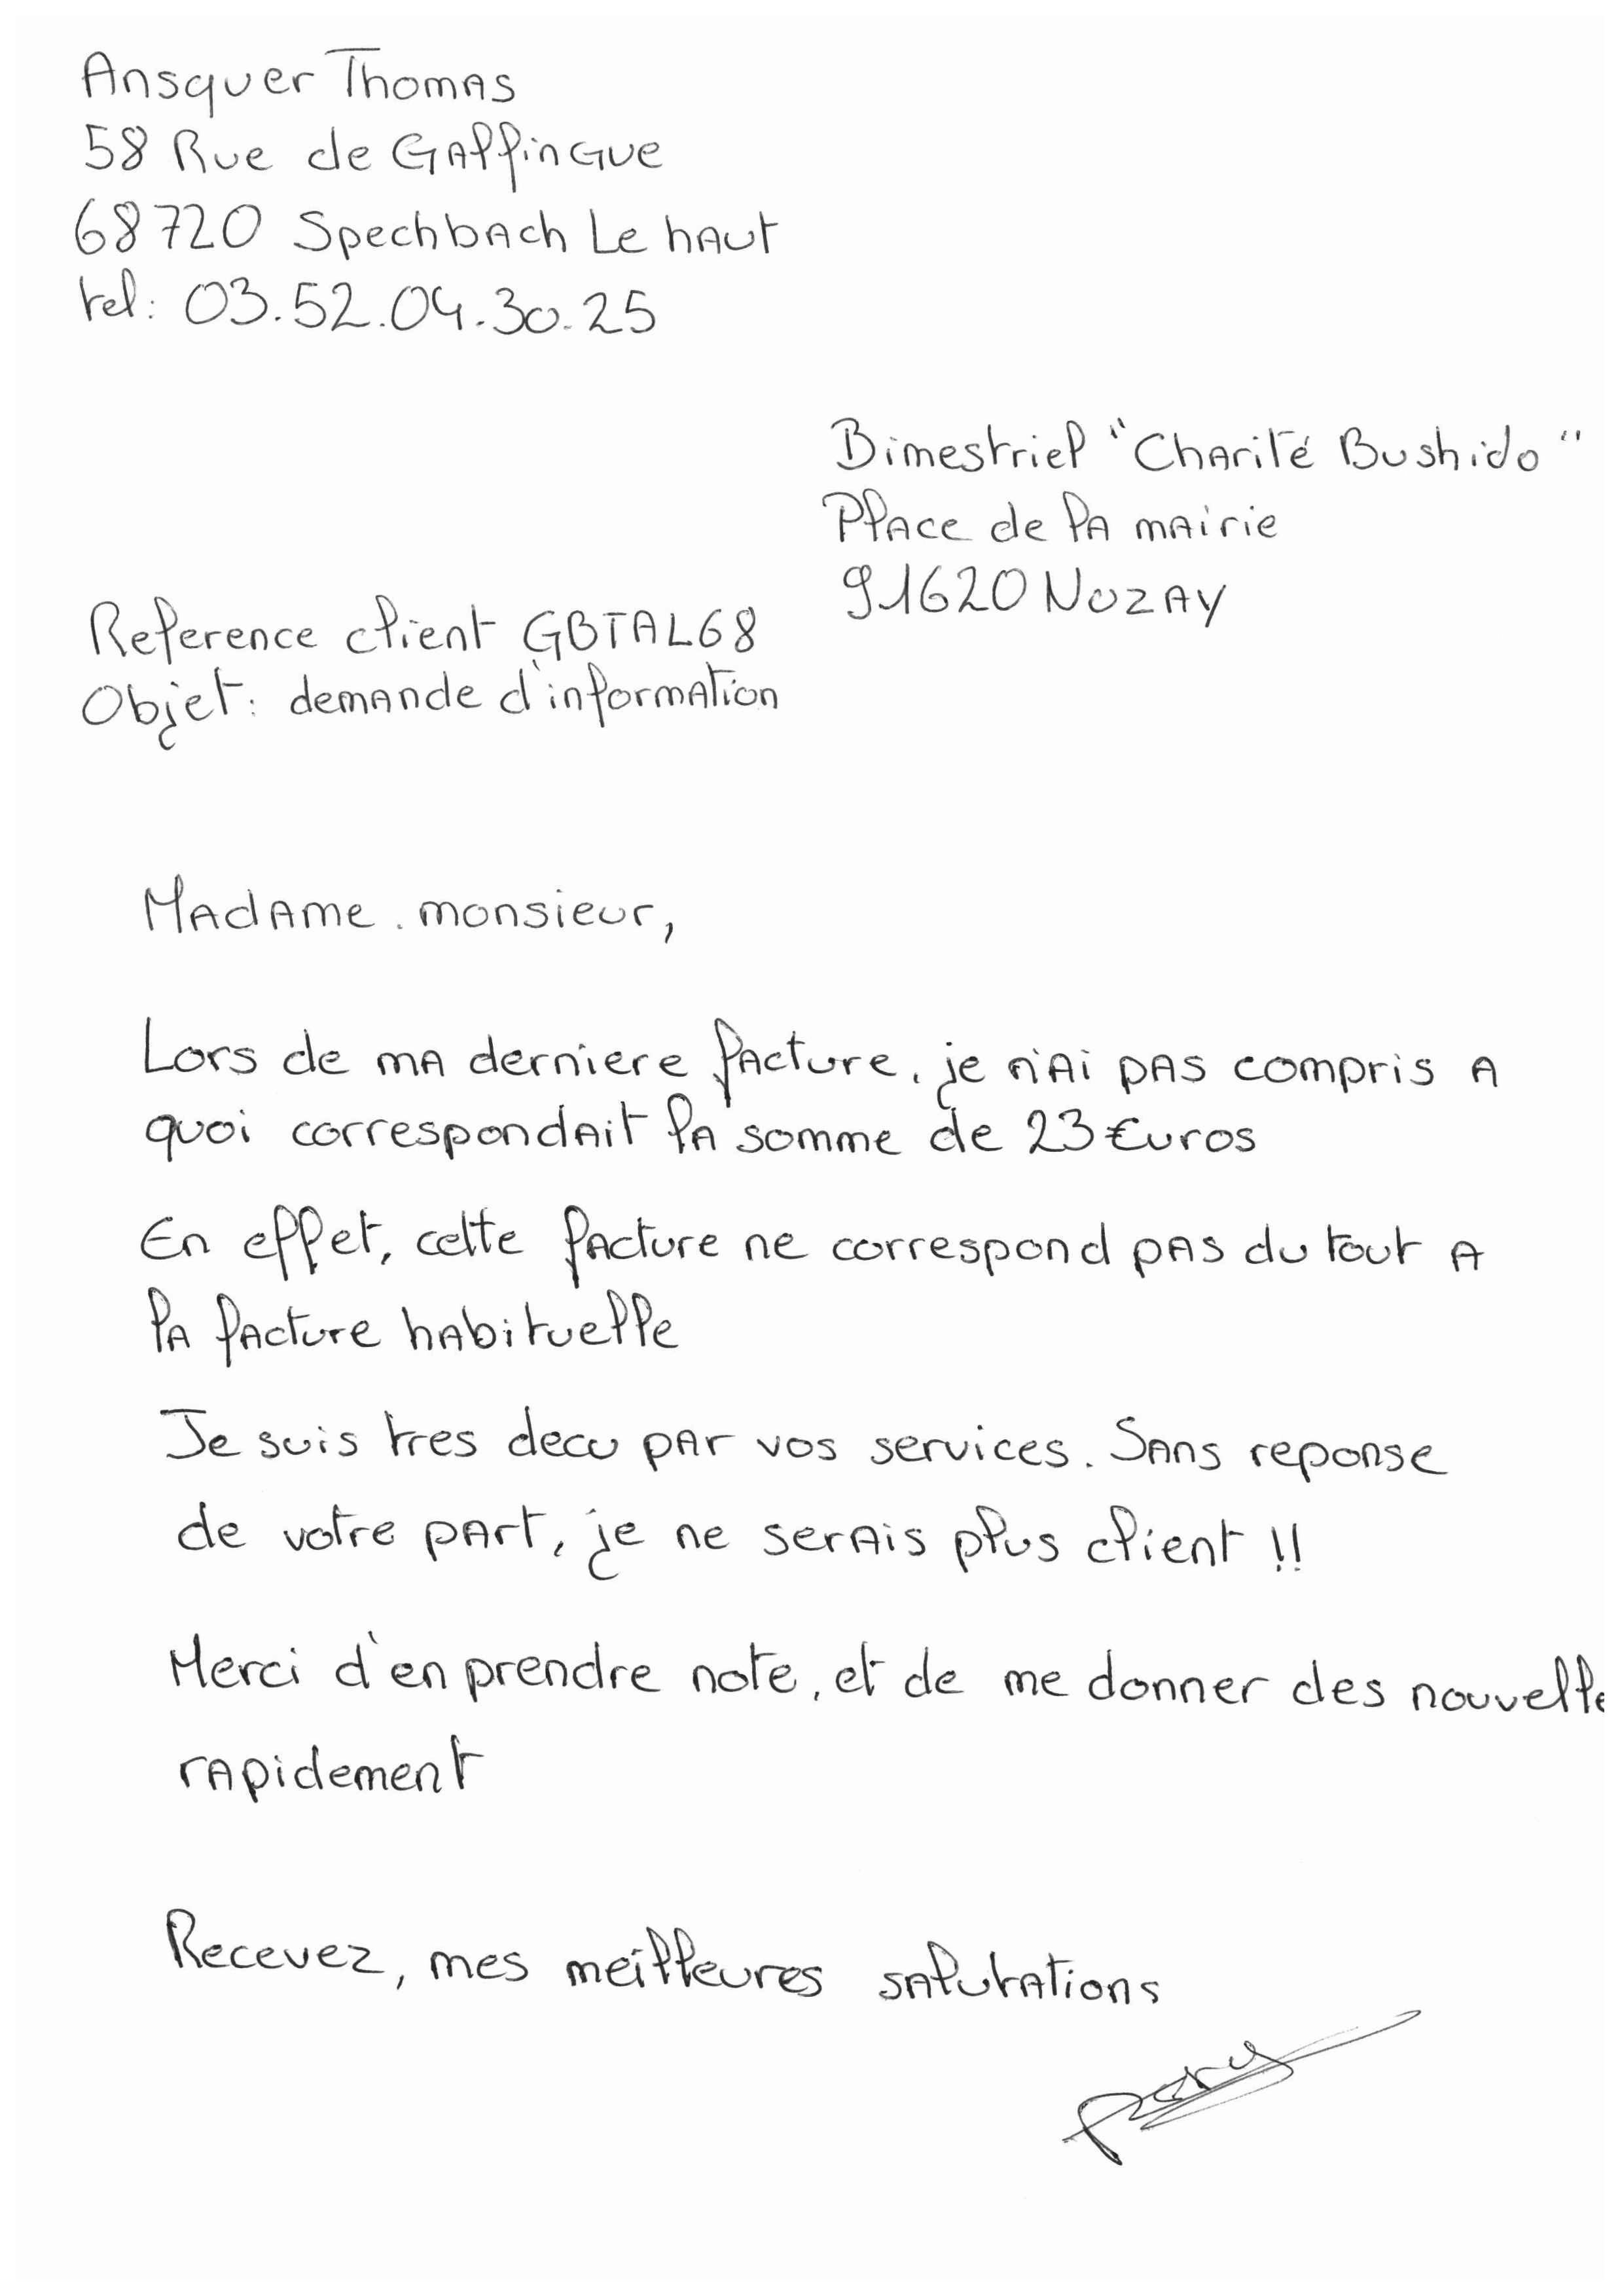 Ansquer Thomas
58 Rue de Galfingue
68720 Spechbach Le haut
tel: 03.52.04.30.25
Bimestriel "Charité Bushido"
Place de la mairie
91620 Nozay
Reference client GBTAL68
Objet: demande d'information
Madame. monsieur,
Lors de ma derniere facture, je n'ai pas compris a
quoi correspondait la somme de 23 €uros
En effet, cette facture ne correspond pas du tout a
la facture habituelle
Je suis tres decu par vos services. Sans reponse
de votre part, je ne serais plus client !!
Merci d'en prendre note, et de me donner des nouvelle
rapidement
Recevez, mes meilleures salutations